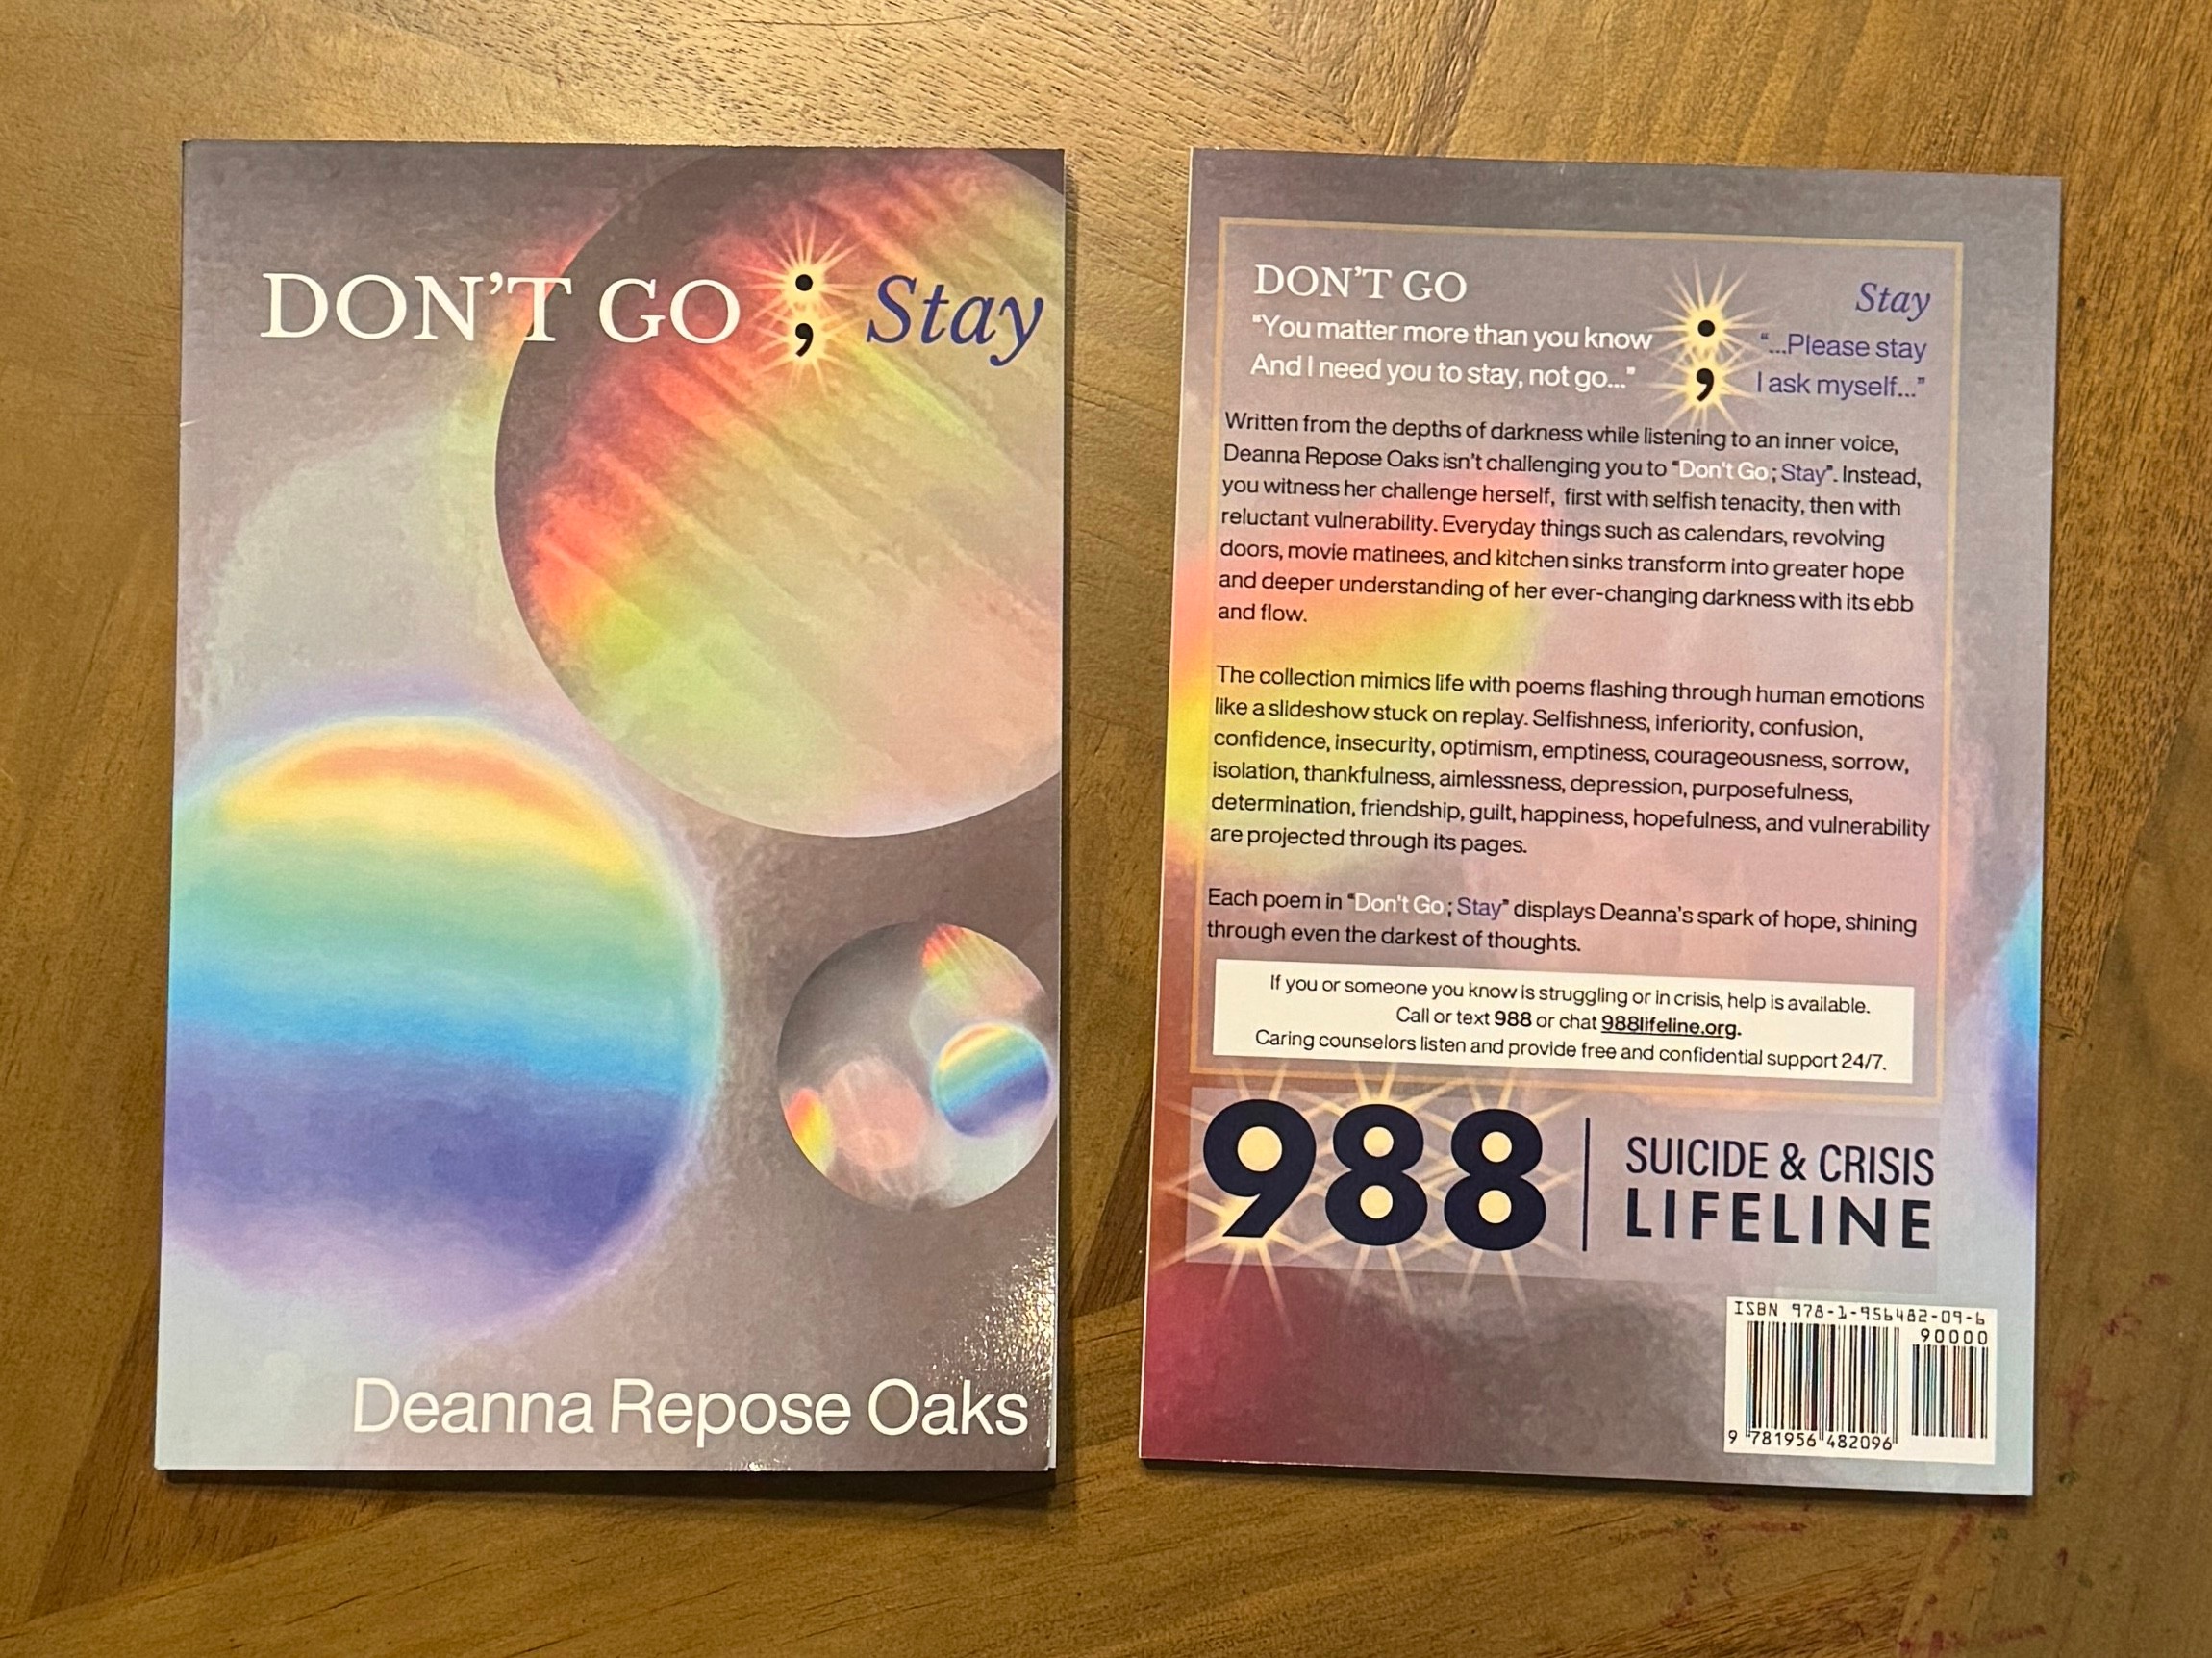 DON'T GO ; Stay
Deanna Repose Oaks
DON'T GO ; Stay
"You matter more than you know
And I need you to stay, not go..."
"...Please stay
I ask myself..."
Written from the depths of darkness while listening to an inner voice,
Deanna Repose Oaks isn't challenging you to "Don't Go ; Stay". Instead,
you witness her challenge herself, first with selfish tenacity, then with
reluctant vulnerability. Everyday things such as calendars, revolving
doors, movie matinees, and kitchen sinks transform into greater hope
and deeper understanding of her ever-changing darkness with its ebb
and flow.
The collection mimics life with poems flashing through human emotions
like a slideshow stuck on replay. Selfishness, inferiority, confusion,
confidence, insecurity, optimism, emptiness, courageousness, sorrow,
isolation, thankfulness, aimlessness, depression, purposefulness,
determination, friendship, guilt, happiness, hopefulness, and vulnerability
are projected through its pages.
Each poem in "Don't Go ; Stay" displays Deanna's spark of hope, shining
through even the darkest of thoughts.
If you or someone you know is struggling or in crisis, help is available.
Call or text 988 or chat 988lifeline.org.
Caring counselors listen and provide free and confidential support 24/7.
988 | SUICIDE & CRISIS
LIFELINE
ISBN 978-1-956482-09-6
90000
9 781956 482096